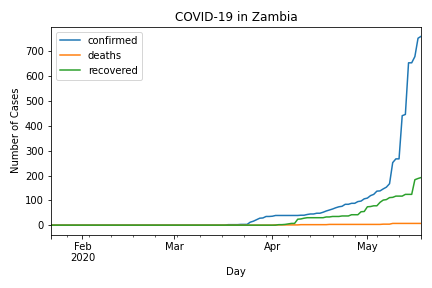 COVID-19 in Zambia
confirmed
deaths
recovered
Number of Cases
700
600
500
400
300
200
100
0
Feb
2020
Mar
Apr
May
Day